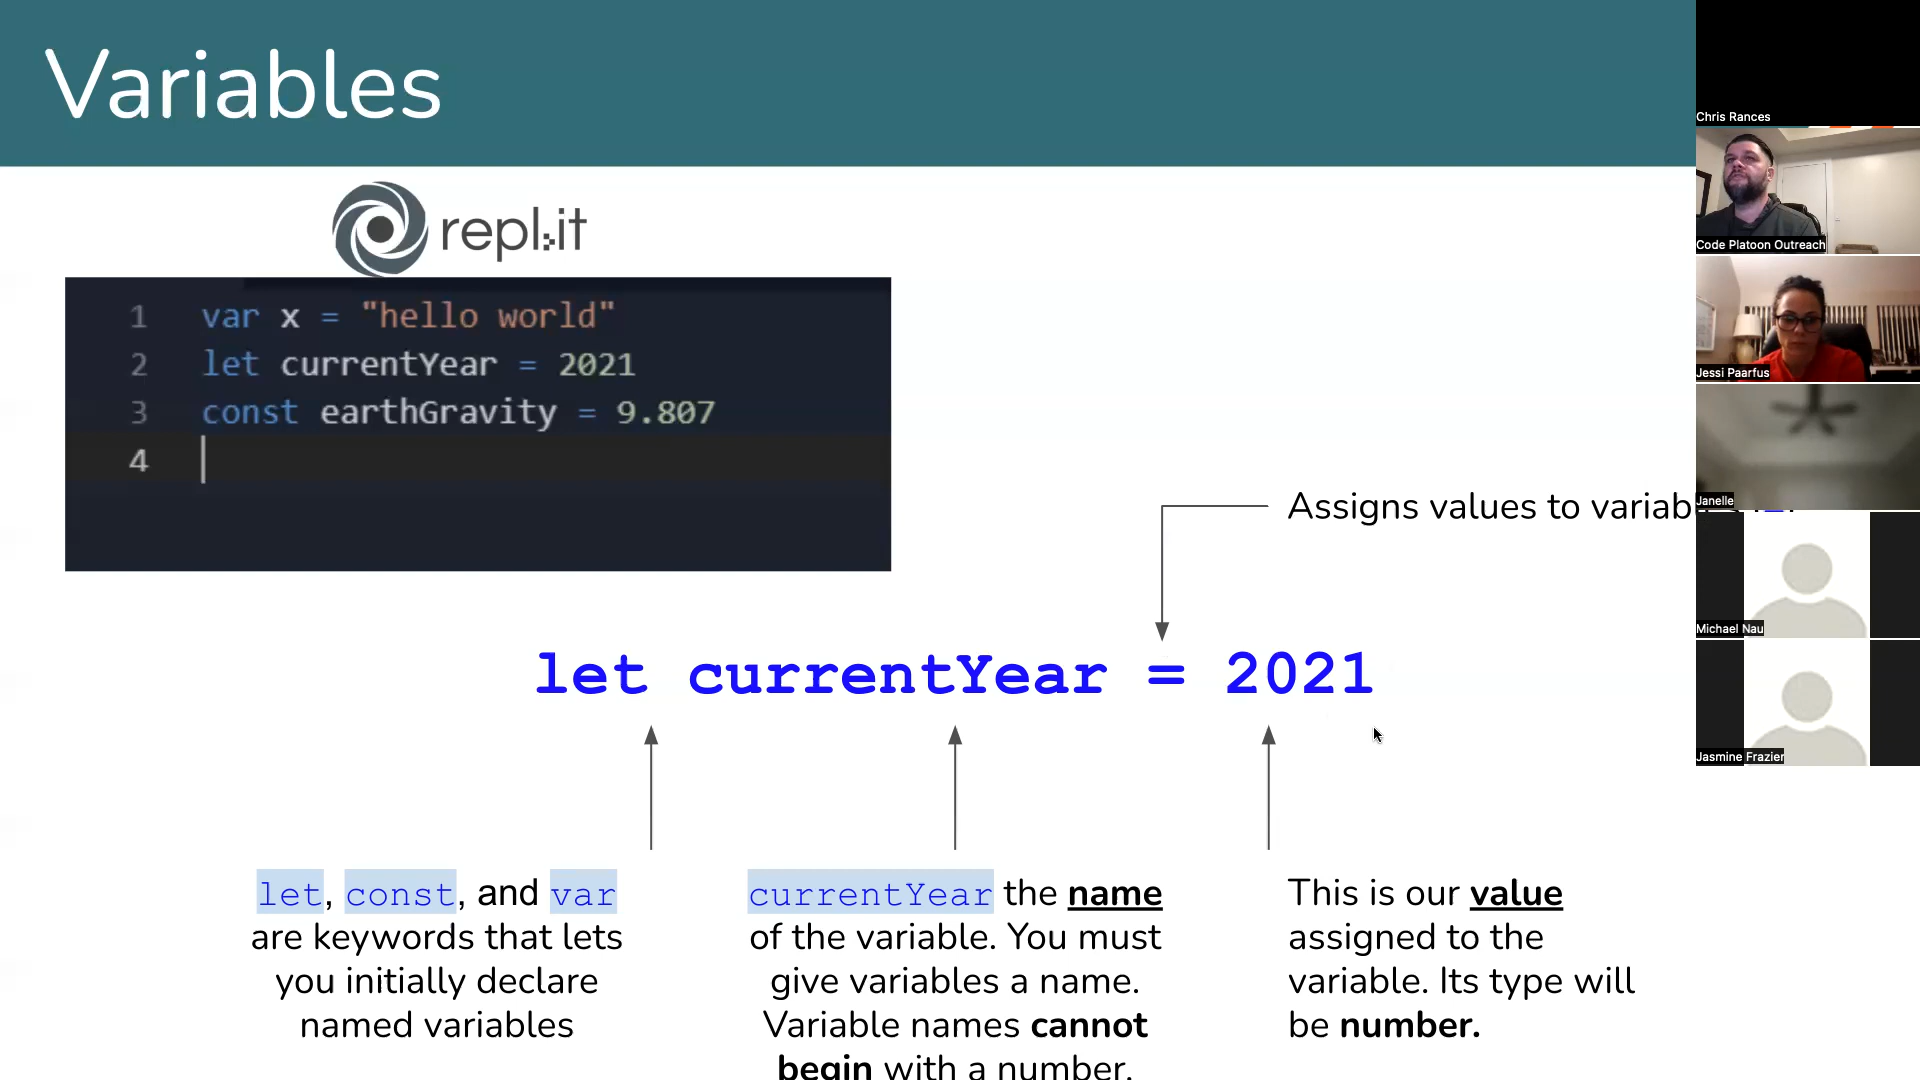 Variables
repl.it
1 var x = "hello world"
2 let currentYear = 2021
3 const earthGravity = 9.807
4
Assigns values to
let currentYear = 2021
let, const, and var
are keywords that lets
you initially declare
named variables
currentYear the name
of the variable. You must
give variables a name.
Variable names cannot
begin with a number.
This is our value
assigned to the
variable. Its type will
be number.
Chris Rances
Code Platoon Outreach
Jessi Paarfus
Janelle
Michael Nau
Jasmine Frazier